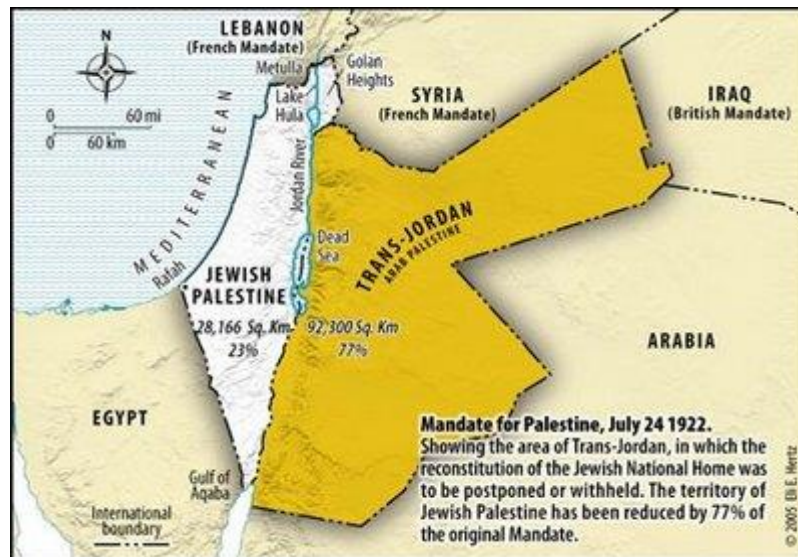 LEBANON
(French Mandate)
Metulla
Golan
Heights
N
Lake
Hula
SYRIA
(French Mandate)
IRAQ
(British Mandate)
0 60 mi
0 60 km
MEDITERRANEAN
Jordan River
Rafah
Dead
Sea
TRANS-JORDAN
ARAB PALESTINE
JEWISH
PALESTINE
28,166 Sq. Km
23%
92,300 Sq. Km
77%
ARABIA
EGYPT
Gulf of
Aqaba
International
boundary
Mandate for Palestine, July 24 1922.
Showing the area of Trans-Jordan, in which the
reconstitution of the Jewish National Home was
to be postponed or withheld. The territory of
Jewish Palestine has been reduced by 77% of
the original Mandate.
© 2005 Eli E. Hertz